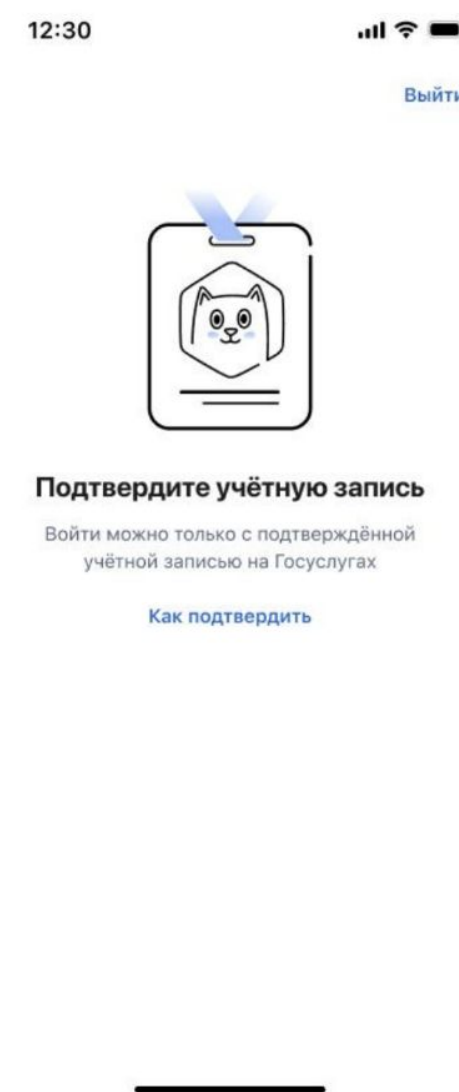 12:30
Выйти
Подтвердите учётную запись
Войти можно только с подтверждённой
учётной записью на Госуслугах
Как подтвердить